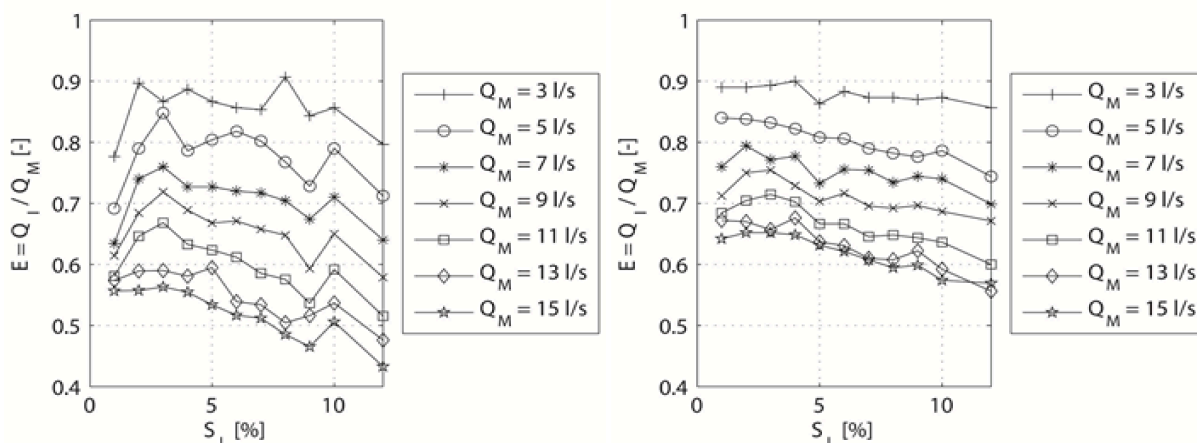 1
0.9
0.8
0.7
0.6
0.5
0.4
E = Q_I / Q_M [-]
0 5 10
S_L [%]
Q_M = 3 l/s
Q_M = 5 l/s
Q_M = 7 l/s
Q_M = 9 l/s
Q_M = 11 l/s
Q_M = 13 l/s
Q_M = 15 l/s
1
0.9
0.8
0.7
0.6
0.5
0.4
E = Q_I / Q_M [-]
0 5 10
S_L [%]
Q_M = 3 l/s
Q_M = 5 l/s
Q_M = 7 l/s
Q_M = 9 l/s
Q_M = 11 l/s
Q_M = 13 l/s
Q_M = 15 l/s